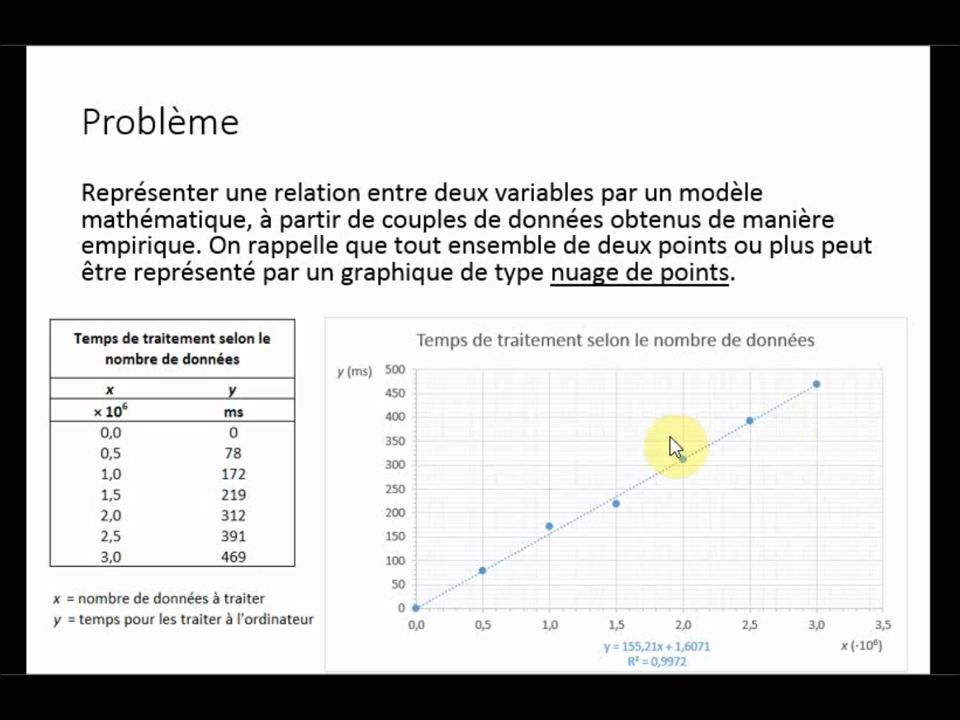 Problème
Représenter une relation entre deux variables par un modèle
mathématique, à partir de couples de données obtenus de manière
empirique. On rappelle que tout ensemble de deux points ou plus peut
être représenté par un graphique de type nuage de points.
Temps de traitement selon le
nombre de données
x y
× 10⁶ ms
0,0 0
0,5 78
1,0 172
1,5 219
2,0 312
2,5 391
3,0 469
x = nombre de données à traiter
y = temps pour les traiter à l'ordinateur
Temps de traitement selon le nombre de données
y (ms)
500
450
400
350
300
250
200
150
100
50
0
0,0 0,5 1,0 1,5 2,0 2,5 3,0 3,5
y = 155,21x + 1,6071
R² = 0,9972
x (·10⁶)